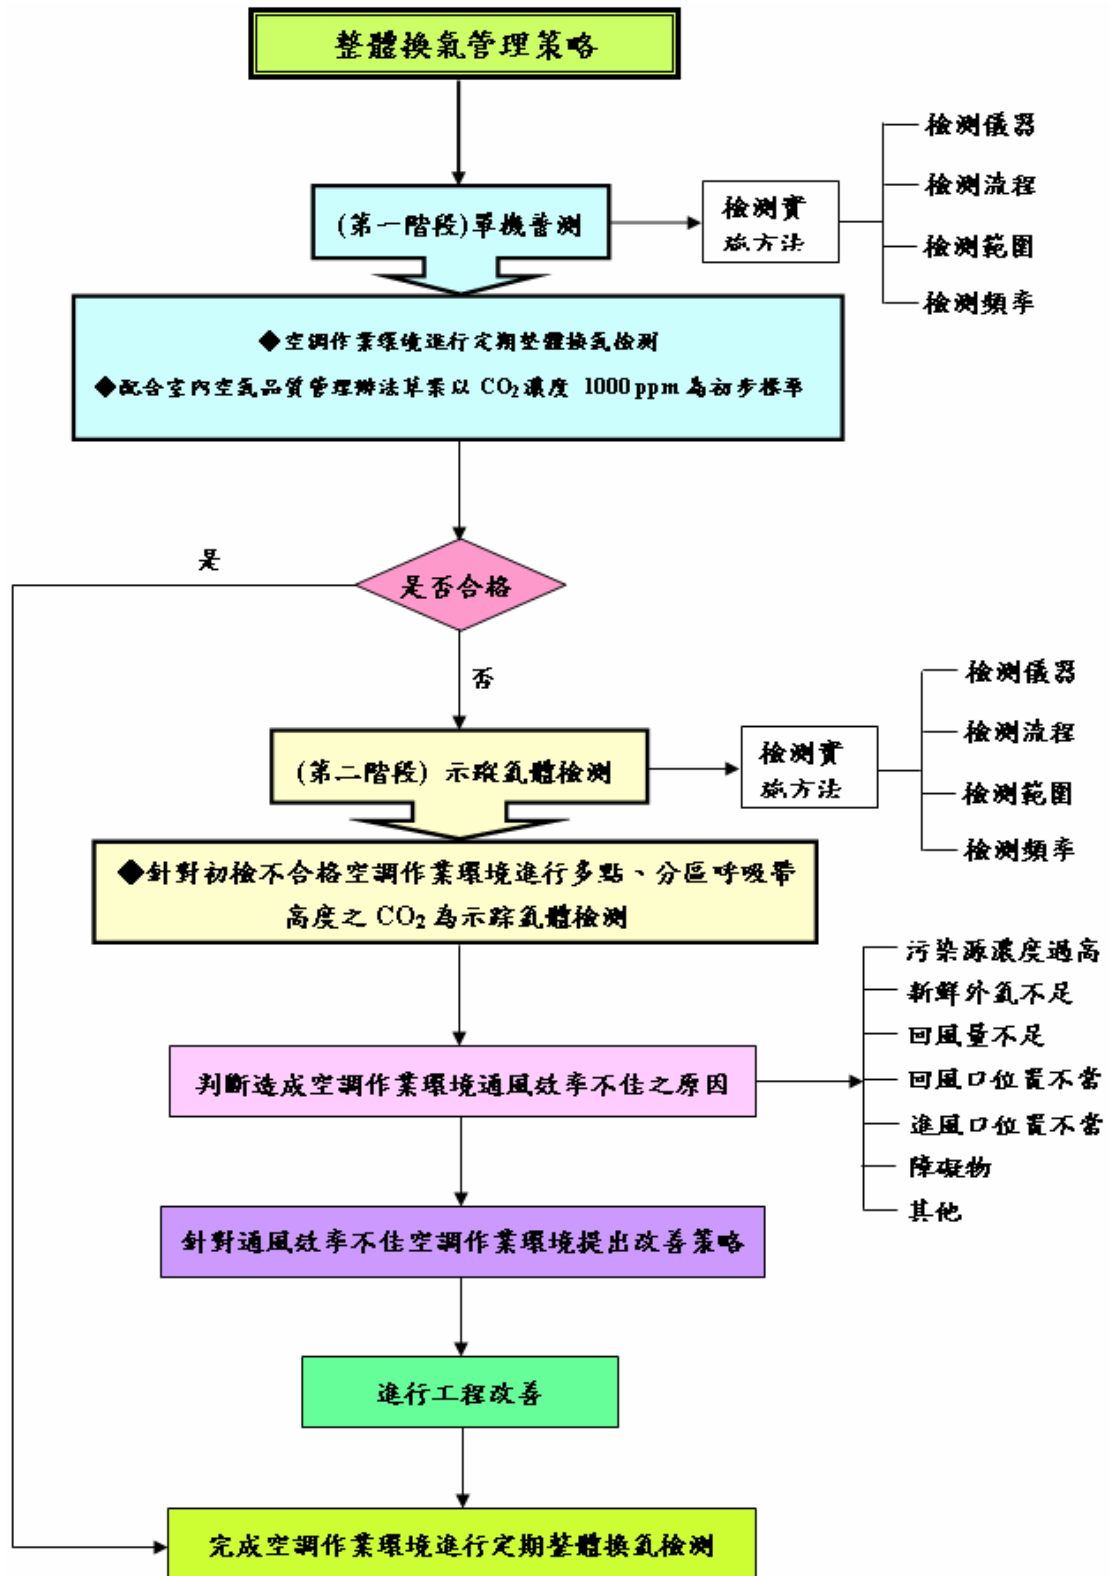 整體換氣管理策略
(第一階段)單機普測
檢測實
施方法
檢測儀器
檢測流程
檢測範圍
檢測頻率
◆空調作業環境進行定期整體換氣檢測
◆配合室內空氣品質管理辦法草案以 CO₂濃度 1000 ppm 為初步標準
是否合格
是
否
(第二階段) 示蹤氣體檢測
檢測實
施方法
檢測儀器
檢測流程
檢測範圍
檢測頻率
◆針對初檢不合格空調作業環境進行多點、分區呼吸帶
高度之 CO₂ 為示踪氣體檢測
判斷造成空調作業環境通風效率不佳之原因
污染源濃度過高
新鮮外氣不足
回風量不足
回風口位置不當
進風口位置不當
障礙物
其他
針對通風效率不佳空調作業環境提出改善策略
進行工程改善
完成空調作業環境進行定期整體換氣檢測